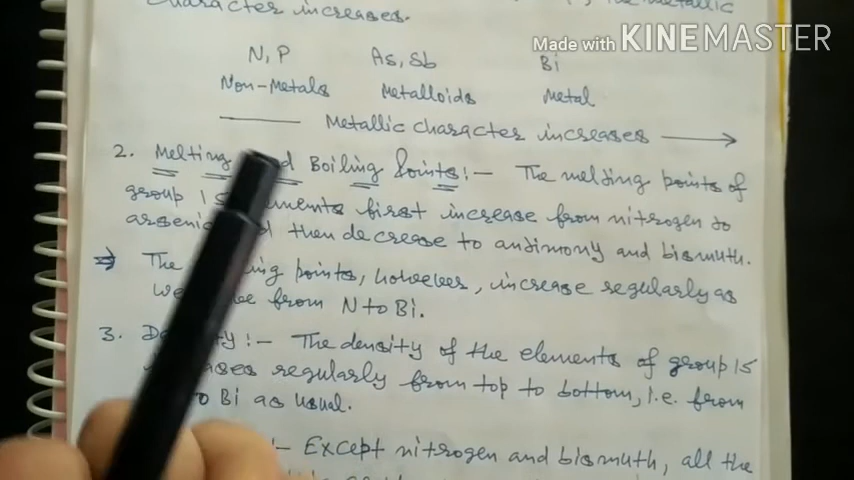 character increases.
metallic
Made with KINEMASTER
N, P As, Sb Bi
Non-Metals Metalloids Metal
Metallic character increases
2. Melting Boiling Points:- The melting points of
group 15 first increase from nitrogen to
then decrease to antimony and bismuth.
⇒ The points, however, increase regularly as
from N to Bi.
3. :- The density of the elements of group 15
regularly from top to bottom, i.e. from
Bi as usual.
:- Except nitrogen and bismuth, all the